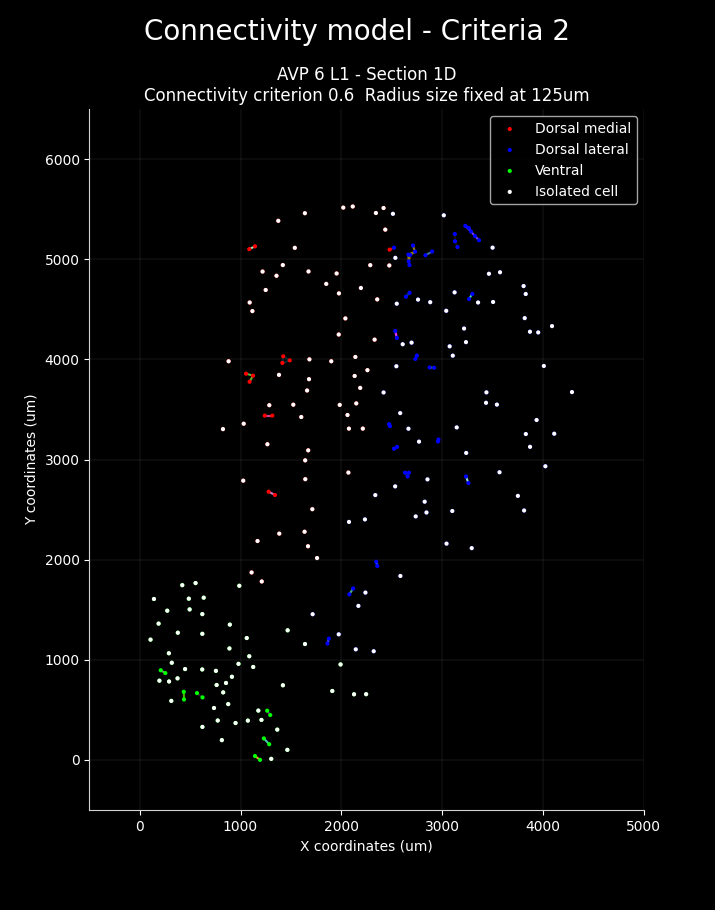 Connectivity model - Criteria 2
AVP 6 L1 - Section 1D
Connectivity criterion 0.6  Radius size fixed at 125um
Dorsal medial
Dorsal lateral
Ventral
Isolated cell
Y coordinates (um)
6000
5000
4000
3000
2000
1000
0
0 1000 2000 3000 4000 5000
X coordinates (um)